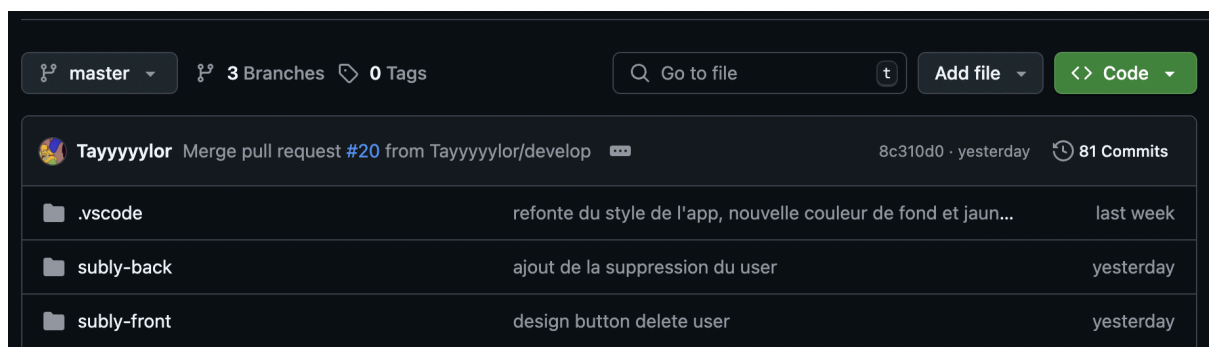 master 3 Branches 0 Tags Go to file t Add file <> Code
Tayyyyylor Merge pull request #20 from Tayyyyylor/develop 8c310d0 · yesterday 81 Commits
.vscode refonte du style de l'app, nouvelle couleur de fond et jaun... last week
subly-back ajout de la suppression du user yesterday
subly-front design button delete user yesterday